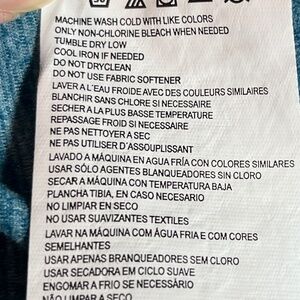 MACHINE WASH COLD WITH LIKE COLORS
ONLY NON-CHLORINE BLEACH WHEN NEEDED
TUMBLE DRY LOW
COOL IRON IF NEEDED
DO NOT DRYCLEAN
DO NOT USE FABRIC SOFTENER
LAVER A L'EAU FROIDE AVEC DES COULEURS SIMILAIRES
BLANCHIR SANS CHLORE SI NECESSAIRE
SECHER A LA PLUS BASSE TEMPERATURE
REPASSAGE FROID SI NECESSAIRE
NE PAS NETTOYER A SEC
NE PAS UTILISER D'ASSOUPLISSANT
LAVADO A MÁQUINA EN AGUA FRÍA CON COLORES SIMILARES
USAR SÓLO AGENTES BLANQUEADORES SIN CLORO
SECAR A MÁQUINA CON TEMPERATURA BAJA
PLANCHA TIBIA, EN CASO NECESARIO
NO LIMPIAR EN SECO
NO USAR SUAVIZANTES TEXTILES
LAVAR NA MÁQUINA COM ÁGUA FRIA E COM CORES
SEMELHANTES
USAR APENAS BRANQUEADORES SEM CLORO
USAR SECADORA EM CICLO SUAVE
ENGOMAR A FRIO SE NECESSÁRIO
NÃO LIMPAR A SECO